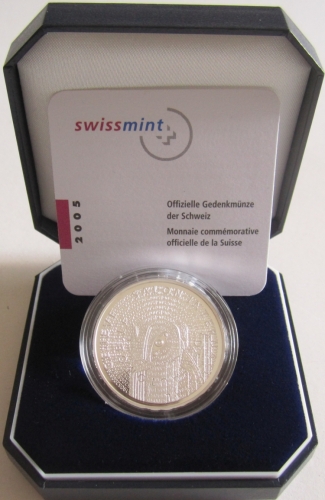 swissmint
2005
Offizielle Gedenkmünze
der Schweiz
Monnaie commémorative
officielle de la Suisse